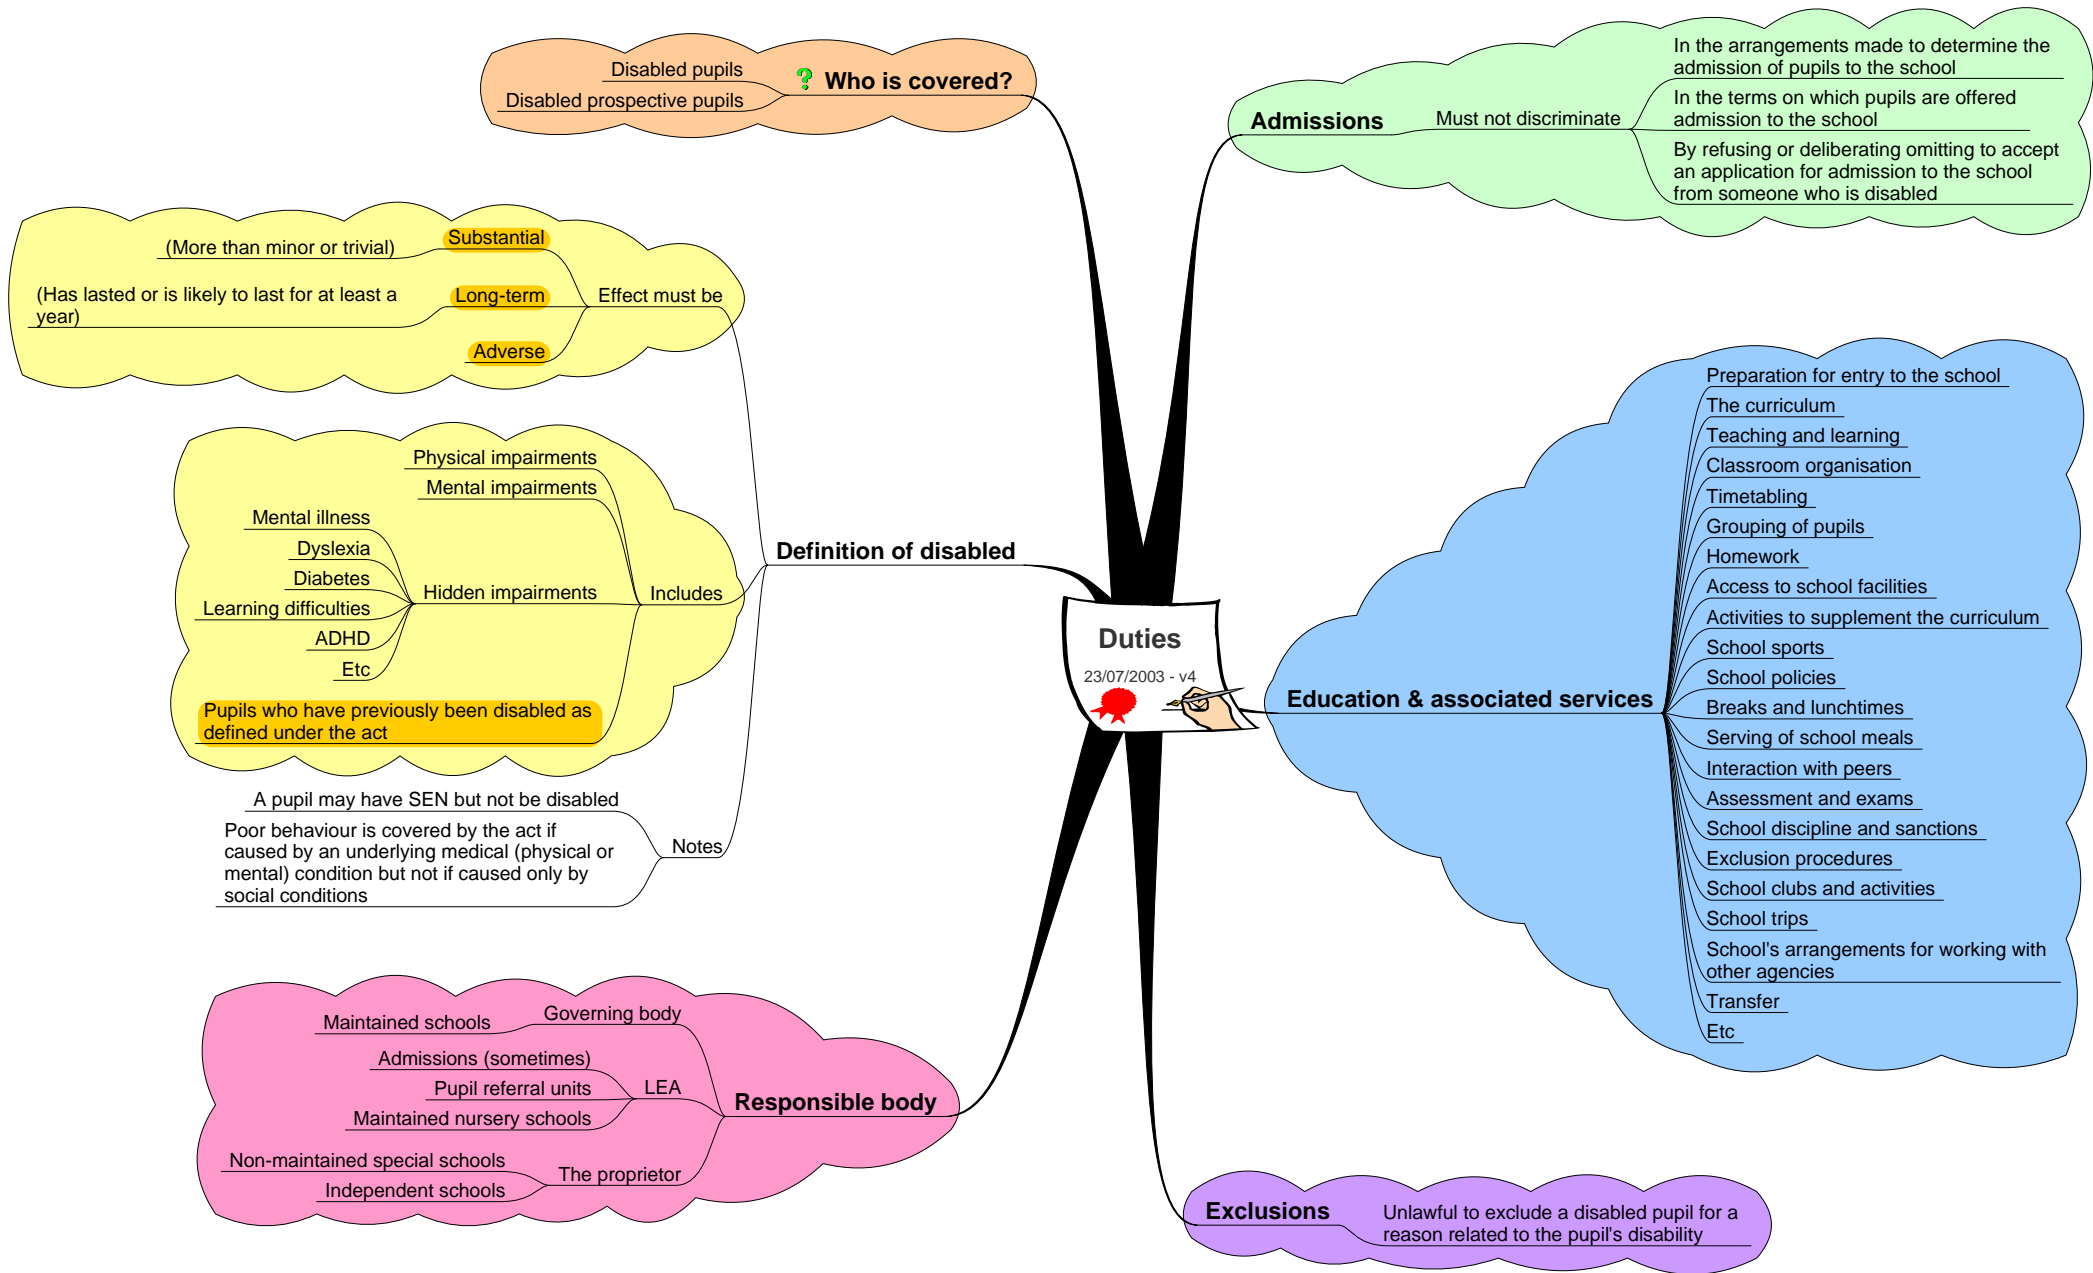 Duties
23/07/2003 - v4
Who is covered?
Disabled pupils
Disabled prospective pupils
Admissions
Must not discriminate
In the arrangements made to determine the
admission of pupils to the school
In the terms on which pupils are offered
admission to the school
By refusing or deliberating omitting to accept
an application for admission to the school
from someone who is disabled
Definition of disabled
Effect must be
Substantial
(More than minor or trivial)
Long-term
(Has lasted or is likely to last for at least a
year)
Adverse
Includes
Physical impairments
Mental impairments
Hidden impairments
Mental illness
Dyslexia
Diabetes
Learning difficulties
ADHD
Etc
Pupils who have previously been disabled as
defined under the act
Notes
A pupil may have SEN but not be disabled
Poor behaviour is covered by the act if
caused by an underlying medical (physical or
mental) condition but not if caused only by
social conditions
Education & associated services
Preparation for entry to the school
The curriculum
Teaching and learning
Classroom organisation
Timetabling
Grouping of pupils
Homework
Access to school facilities
Activities to supplement the curriculum
School sports
School policies
Breaks and lunchtimes
Serving of school meals
Interaction with peers
Assessment and exams
School discipline and sanctions
Exclusion procedures
School clubs and activities
School trips
School's arrangements for working with
other agencies
Transfer
Etc
Responsible body
Governing body
Maintained schools
LEA
Admissions (sometimes)
Pupil referral units
Maintained nursery schools
The proprietor
Non-maintained special schools
Independent schools
Exclusions
Unlawful to exclude a disabled pupil for a
reason related to the pupil's disability